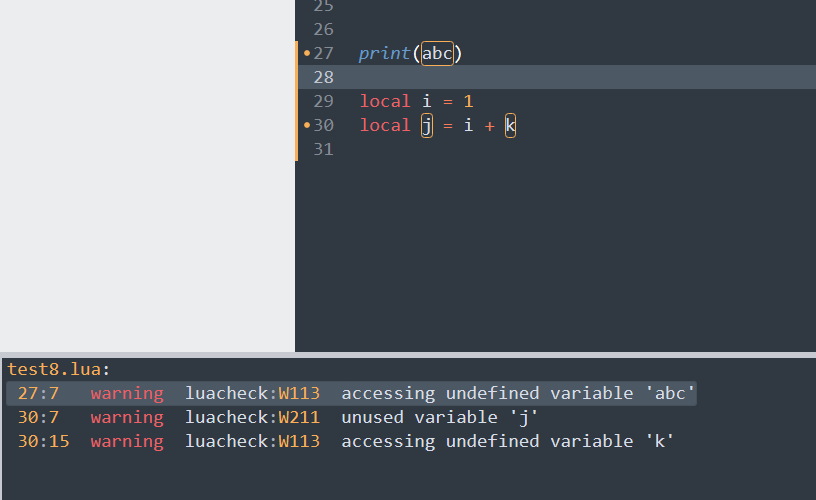 25
26
27 print(abc)
28
29 local i = 1
30 local j = i + k
31
test8.lua:
27:7 warning luacheck:W113 accessing undefined variable 'abc'
30:7 warning luacheck:W211 unused variable 'j'
30:15 warning luacheck:W113 accessing undefined variable 'k'